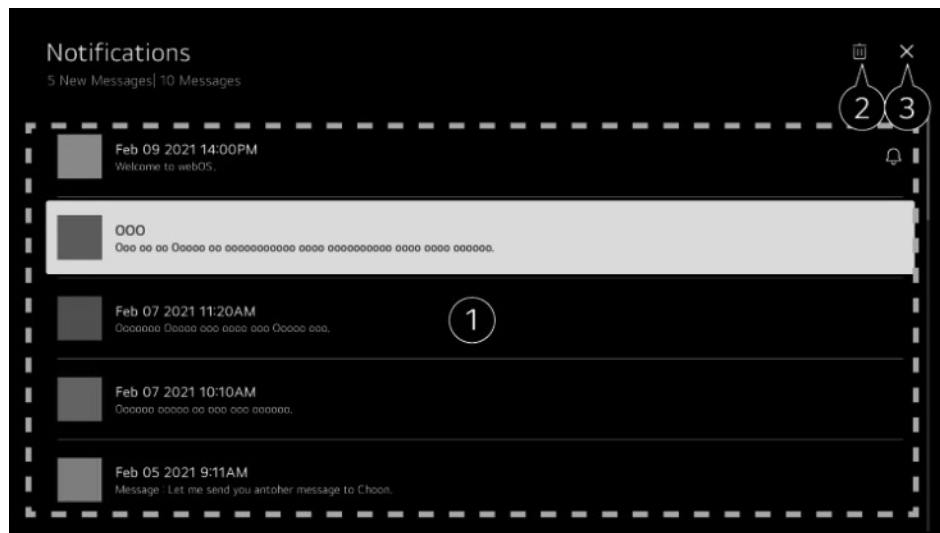 Notifications
5 New Messages| 10 Messages
2
3
Feb 09 2021 14:00PM
Welcome to webOS.
OOO
Ooo oo oo Ooooo oo ooooooooooo oooo oooooooooo oooo oooo oooooo.
Feb 07 2021 11:20AM
Ooooooo Ooooo ooo oooo ooo Ooooo ooo.
1
Feb 07 2021 10:10AM
Oooooo ooooo oo ooo ooo oooooo.
Feb 05 2021 9:11AM
Message : Let me send you antoher message to Choon.